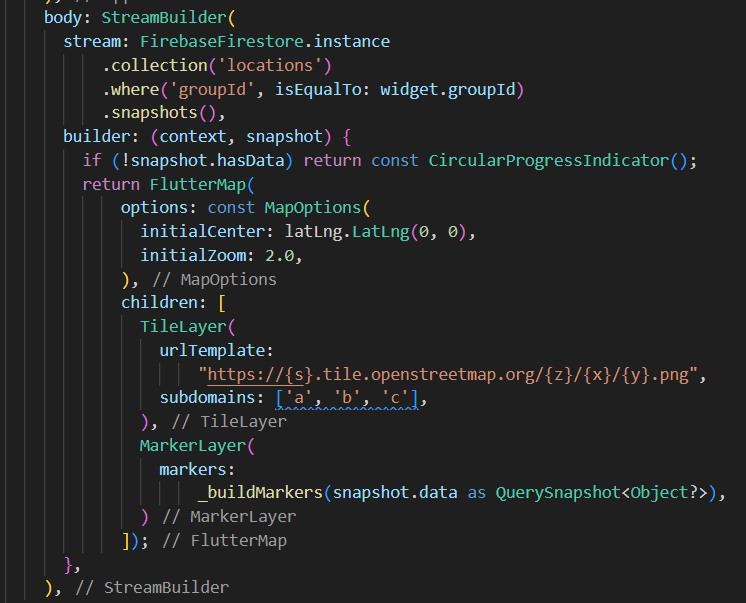 body: StreamBuilder(
stream: FirebaseFirestore.instance
.collection('locations')
.where('groupId', isEqualTo: widget.groupId)
.snapshots(),
builder: (context, snapshot) {
if (!snapshot.hasData) return const CircularProgressIndicator();
return FlutterMap(
options: const MapOptions(
initialCenter: latLng.LatLng(0, 0),
initialZoom: 2.0,
), // MapOptions
children: [
TileLayer(
urlTemplate:
"https://{s}.tile.openstreetmap.org/{z}/{x}/{y}.png",
subdomains: ['a', 'b', 'c'],
), // TileLayer
MarkerLayer(
markers:
_buildMarkers(snapshot.data as QuerySnapshot<Object?>),
) // MarkerLayer
]); // FlutterMap
},
), // StreamBuilder